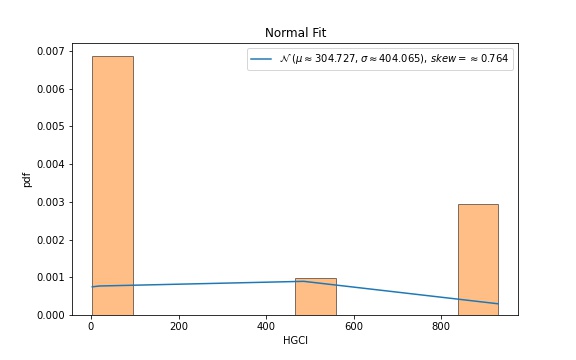 Normal Fit
𝒩 (μ ≈ 304.727, σ ≈ 404.065), skew = ≈ 0.764
0.007
0.006
0.005
0.004
0.003
0.002
0.001
0.000
pdf
0 200 400 600 800
HGCI